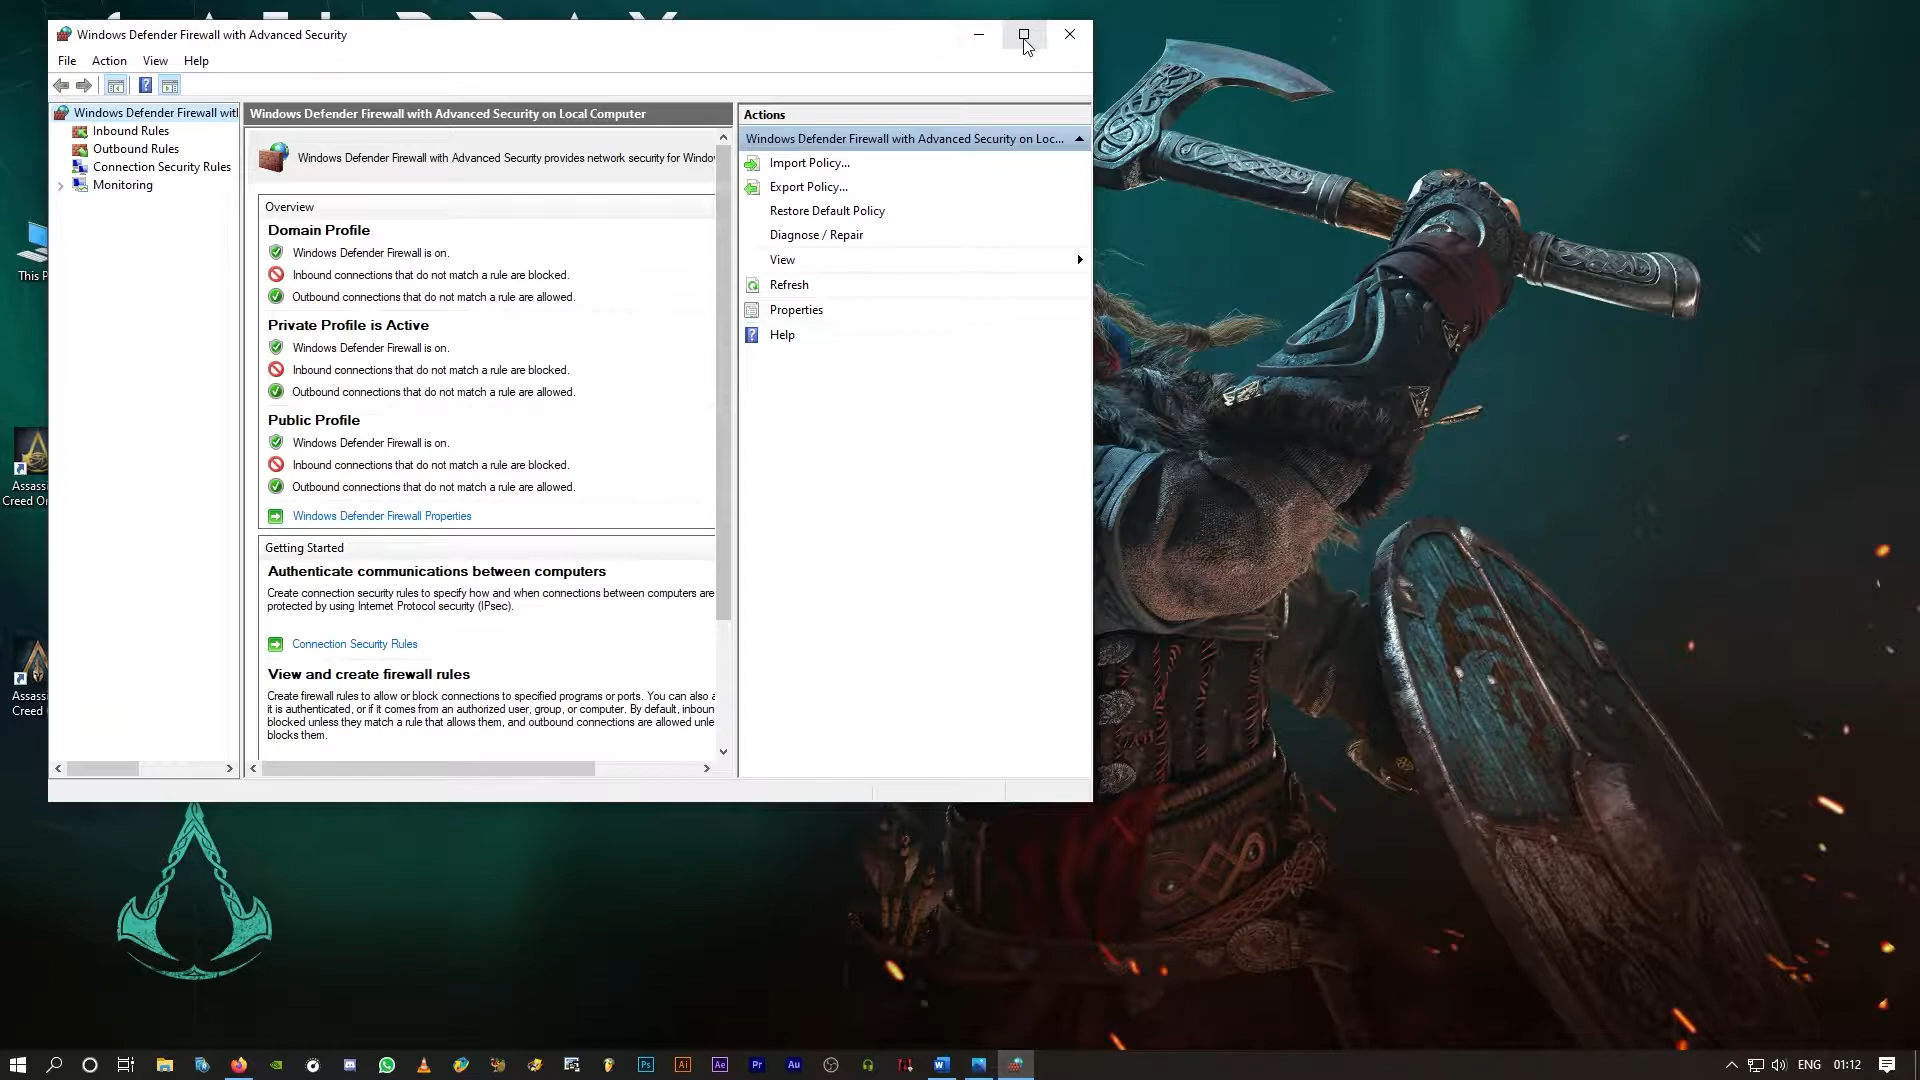 Windows Defender Firewall with Advanced Security
File Action View Help
Windows Defender Firewall wit
Inbound Rules
Outbound Rules
Connection Security Rules
Monitoring
Windows Defender Firewall with Advanced Security on Local Computer
Windows Defender Firewall with Advanced Security provides network security for Windo
Overview
Domain Profile
Windows Defender Firewall is on.
Inbound connections that do not match a rule are blocked.
Outbound connections that do not match a rule are allowed.
Private Profile is Active
Windows Defender Firewall is on.
Inbound connections that do not match a rule are blocked.
Outbound connections that do not match a rule are allowed.
Public Profile
Windows Defender Firewall is on.
Inbound connections that do not match a rule are blocked.
Outbound connections that do not match a rule are allowed.
Windows Defender Firewall Properties
Getting Started
Authenticate communications between computers
Create connection security rules to specify how and when connections between computers are
protected by using Internet Protocol security (IPsec).
Connection Security Rules
View and create firewall rules
Create firewall rules to allow or block connections to specified programs or ports. You can also a
it is authenticated, or if it comes from an authorized user, group, or computer. By default, inboun
blocked unless they match a rule that allows them, and outbound connections are allowed unle
blocks them.
Actions
Windows Defender Firewall with Advanced Security on Loc...
Import Policy...
Export Policy...
Restore Default Policy
Diagnose / Repair
View
Refresh
Properties
Help
This P
Assass
Creed Or
Assass
Creed
Ps Ai Ae Pr Au
ENG 01:12